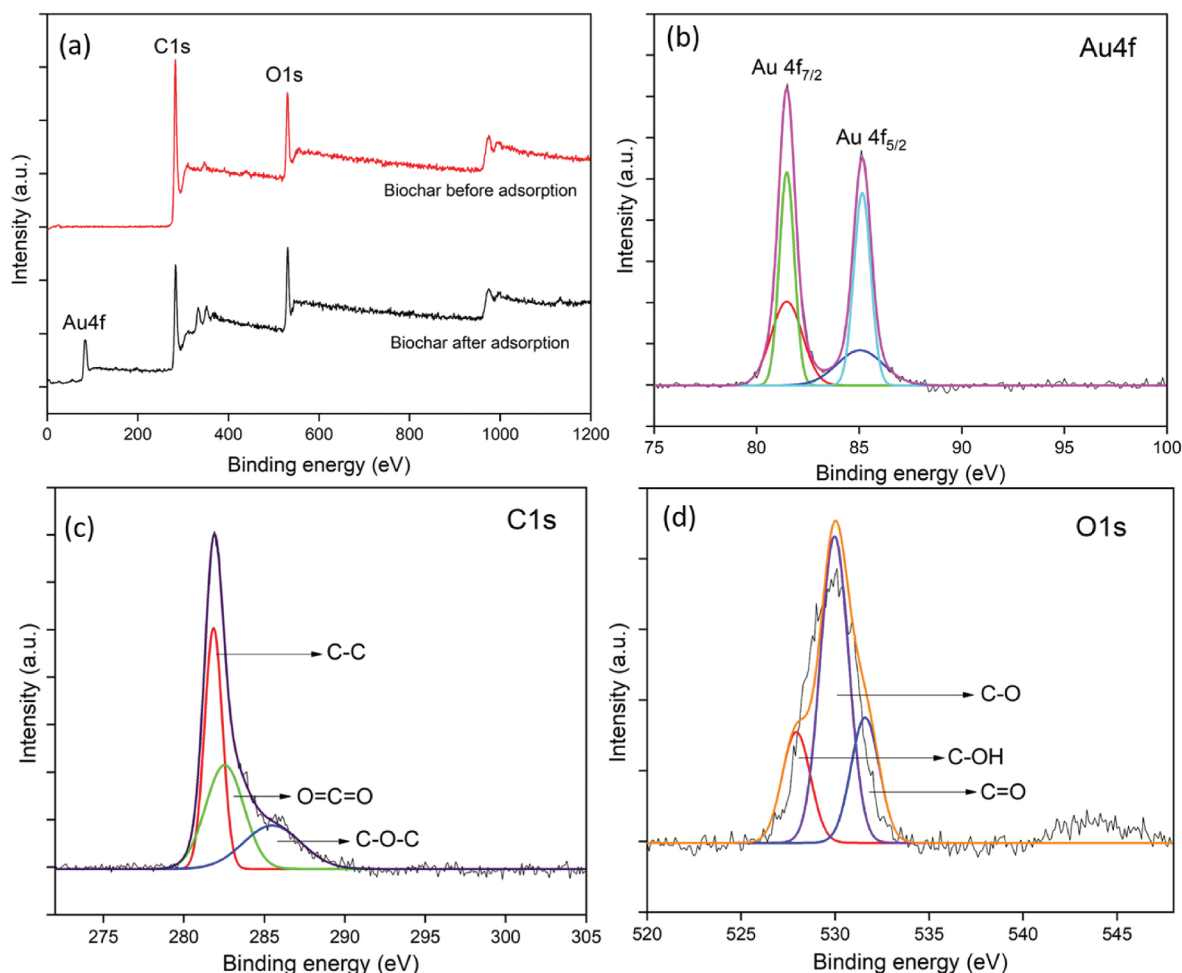 (a)
C1s
O1s
Biochar before adsorption
Au4f
Biochar after adsorption
Intensity (a.u.)
0 200 400 600 800 1000 1200
Binding energy (eV)
(b)
Au4f
Au 4f7/2
Au 4f5/2
Intensity (a.u.)
75 80 85 90 95 100
Binding energy (eV)
(c)
C1s
C-C
O=C=O
C-O-C
Intensity (a.u.)
275 280 285 290 295 300 305
Binding energy (eV)
(d)
O1s
C-O
C-OH
C=O
Intensity (a.u.)
520 525 530 535 540 545
Binding energy (eV)